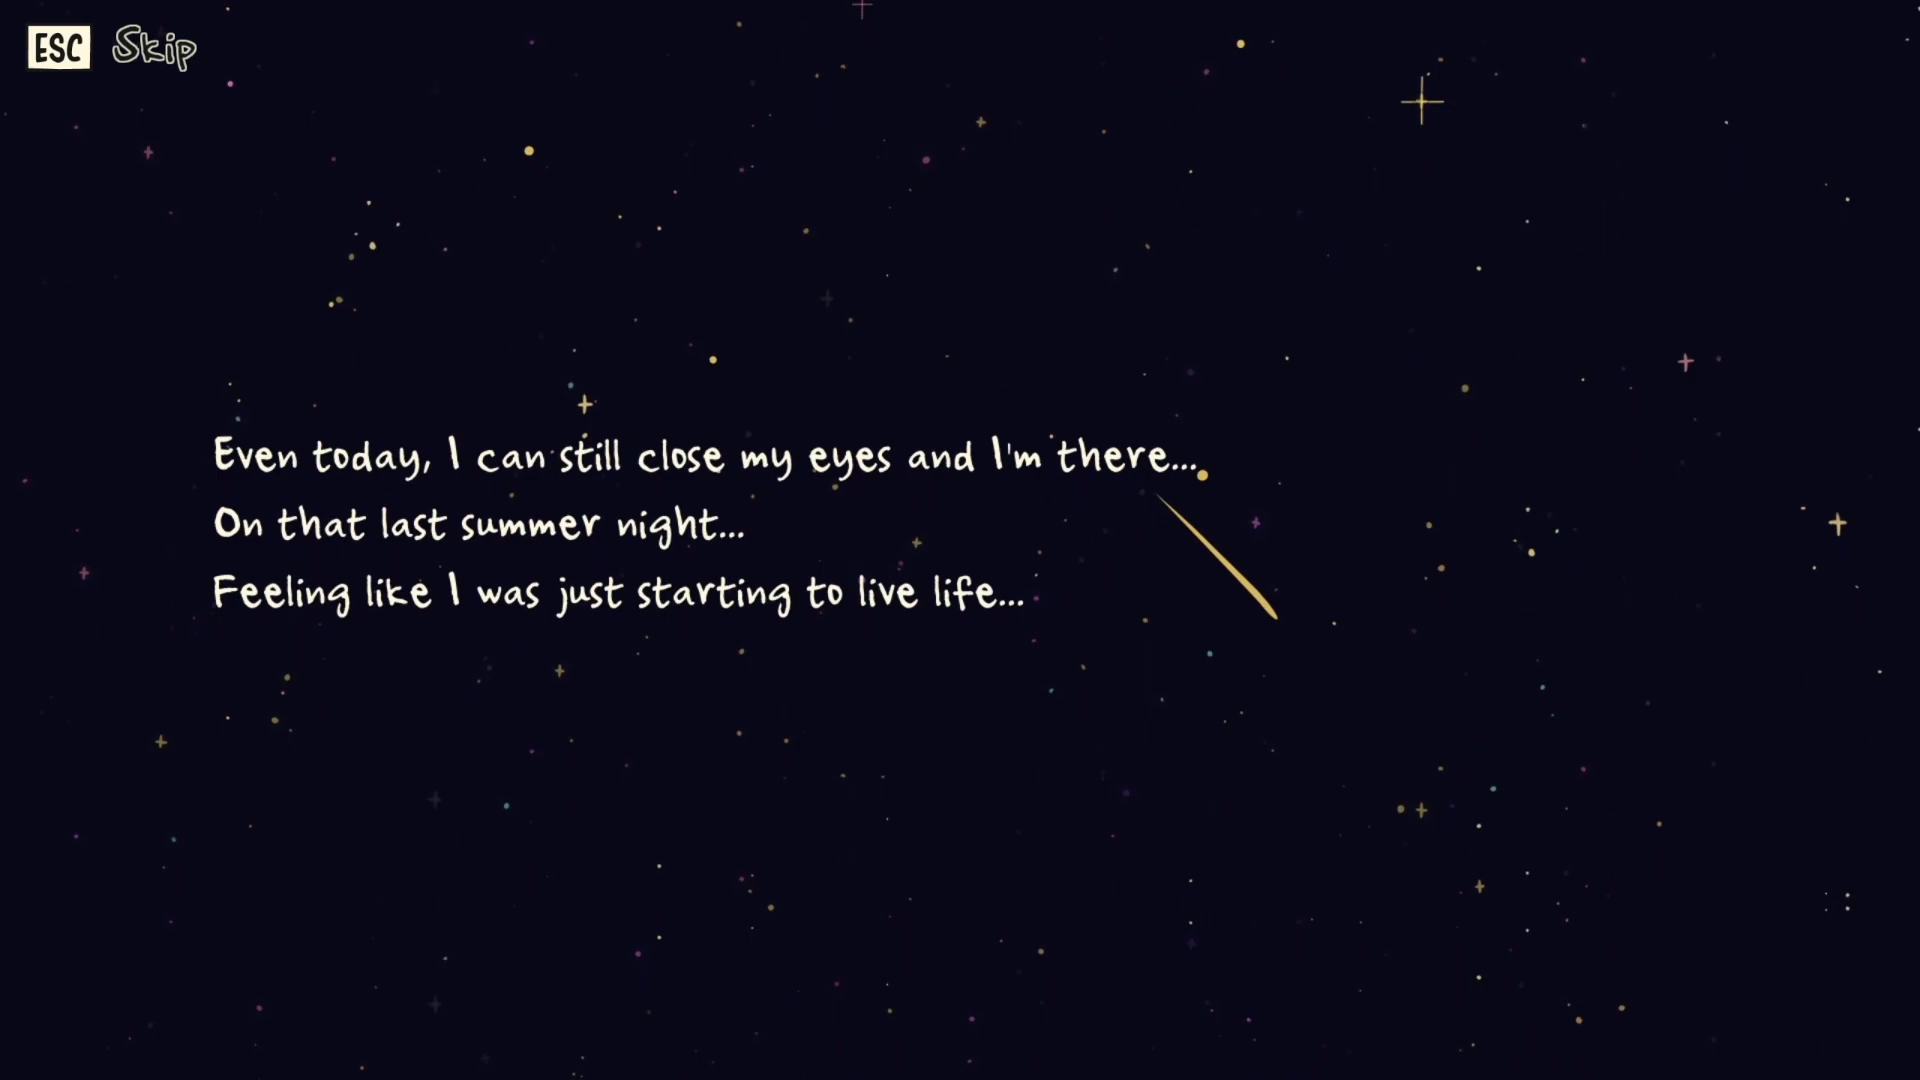 ESC Skip
Even today, I can still close my eyes and I'm there...
On that last summer night...
Feeling like I was just starting to live life...